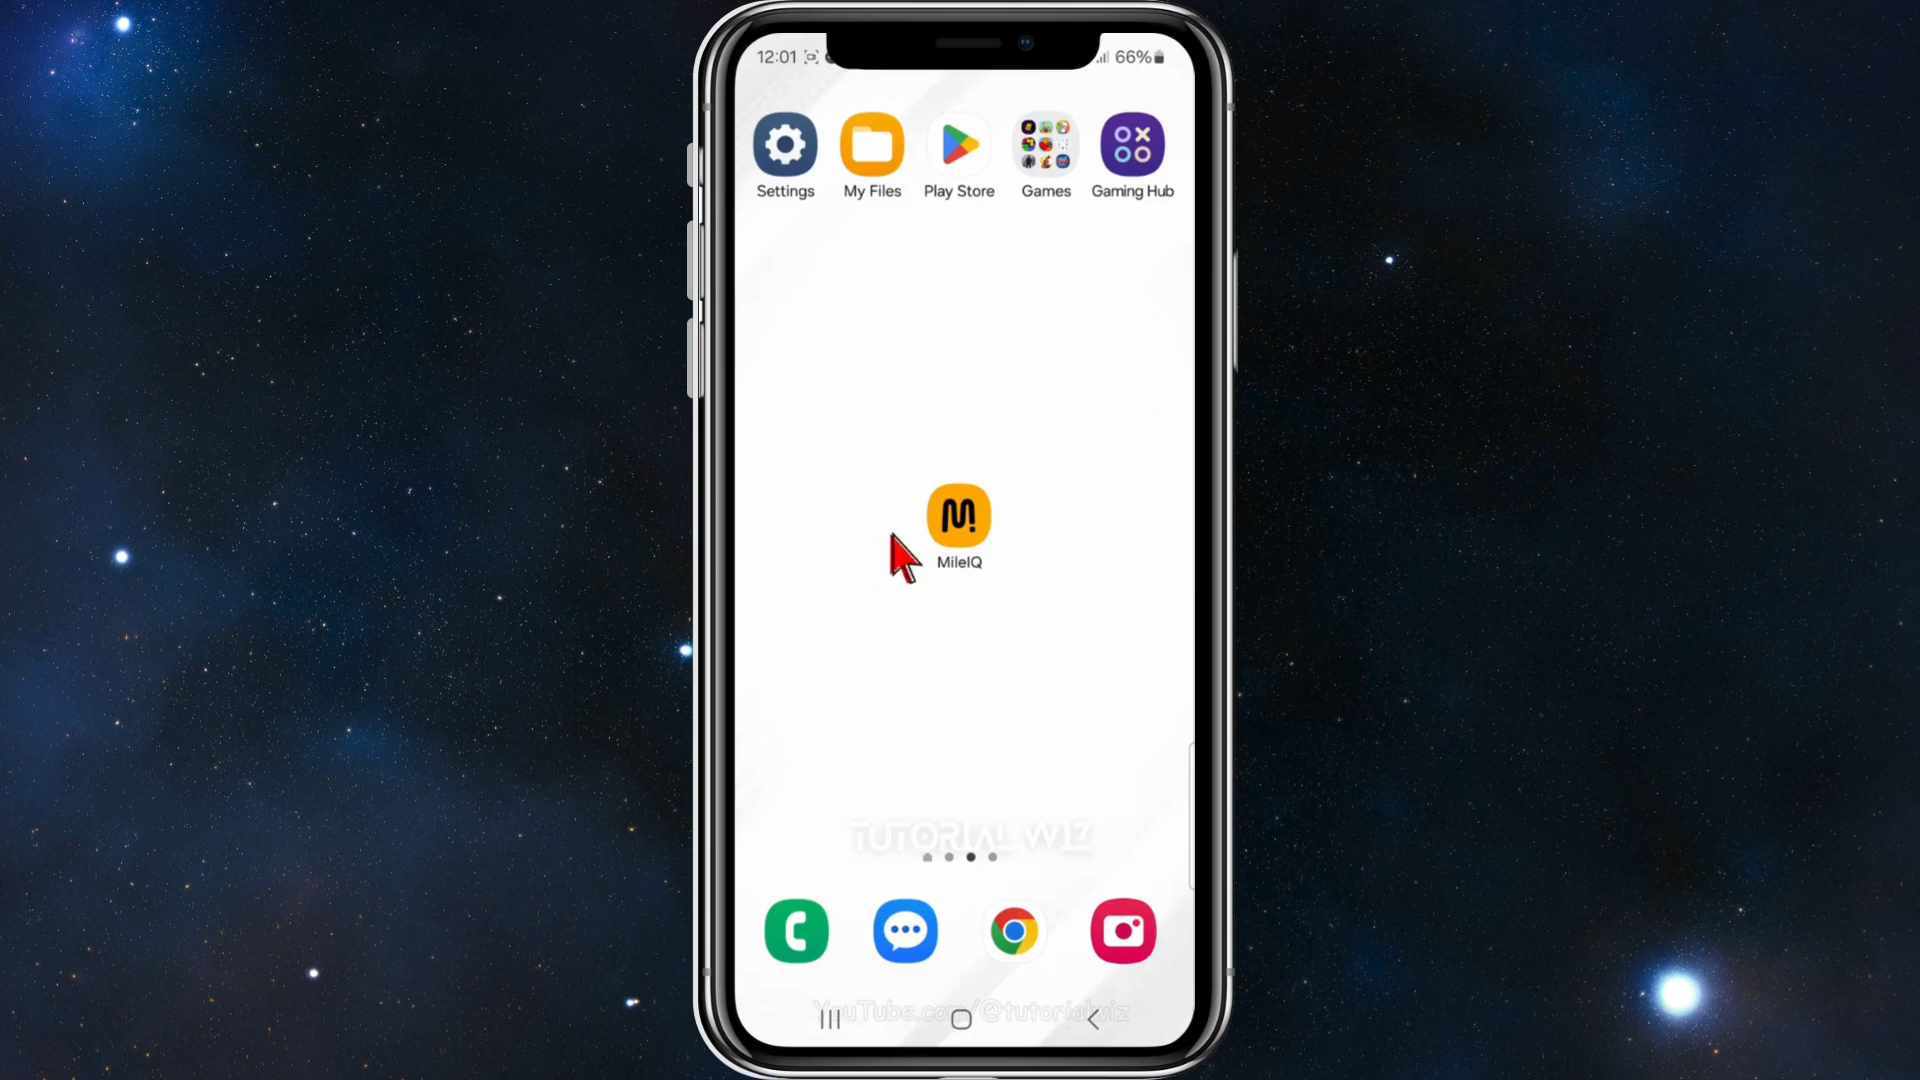 12:01
66%
Settings My Files Play Store Games Gaming Hub
MileIQ
TUTORIAL WIZ
YouTube.com/@tutorialwiz